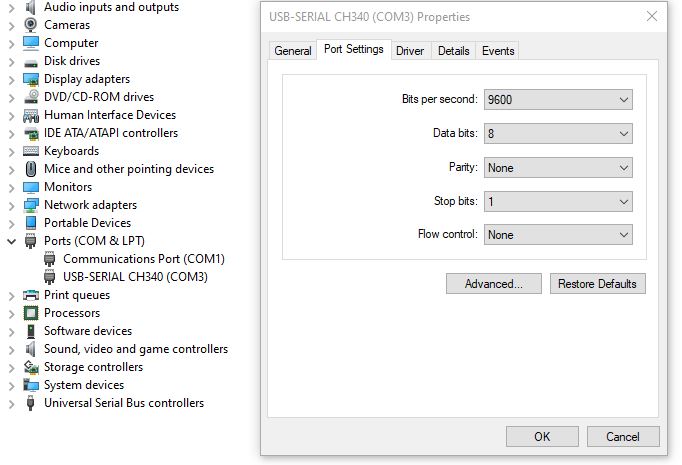 Audio inputs and outputs
Cameras
Computer
Disk drives
Display adapters
DVD/CD-ROM drives
Human Interface Devices
IDE ATA/ATAPI controllers
Keyboards
Mice and other pointing devices
Monitors
Network adapters
Portable Devices
Ports (COM & LPT)
Communications Port (COM1)
USB-SERIAL CH340 (COM3)
Print queues
Processors
Software devices
Sound, video and game controllers
Storage controllers
System devices
Universal Serial Bus controllers
USB-SERIAL CH340 (COM3) Properties
General Port Settings Driver Details Events
Bits per second: 9600
Data bits: 8
Parity: None
Stop bits: 1
Flow control: None
Advanced... Restore Defaults
OK Cancel